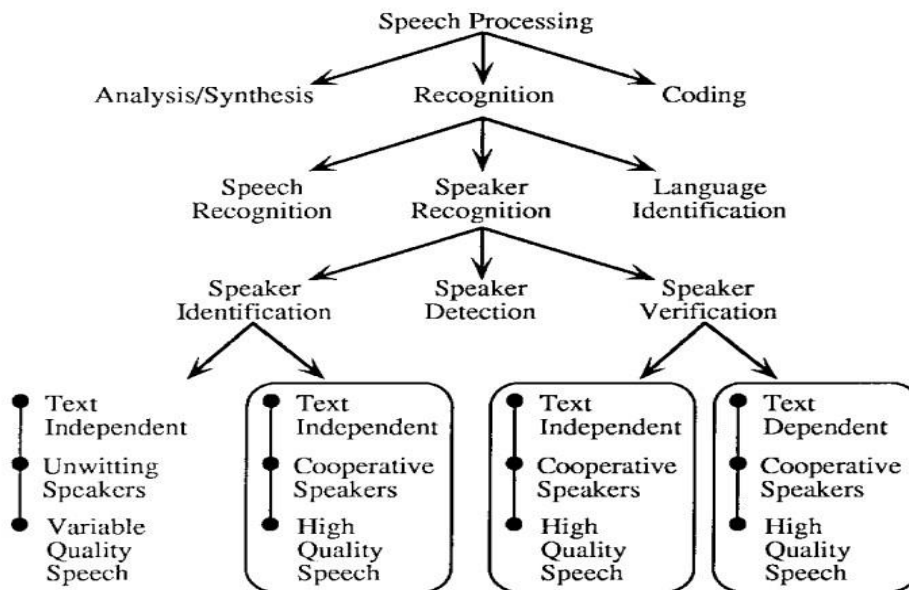 Speech Processing
Analysis/Synthesis
Recognition
Coding
Speech
Recognition
Speaker
Recognition
Language
Identification
Speaker
Identification
Speaker
Detection
Speaker
Verification
Text
Independent
Unwitting
Speakers
Variable
Quality
Speech
Text
Independent
Cooperative
Speakers
High
Quality
Speech
Text
Independent
Cooperative
Speakers
High
Quality
Speech
Text
Dependent
Cooperative
Speakers
High
Quality
Speech